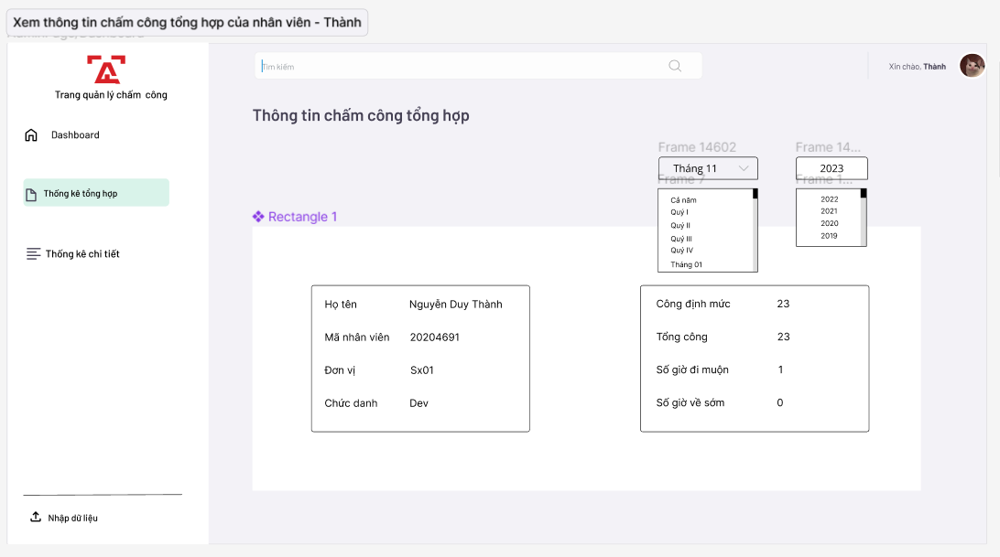 Xem thông tin chấm công tổng hợp của nhân viên - Thành
Trang quản lý chấm công
Tìm kiếm
Xin chào, Thành
Dashboard
Thống kê tổng hợp
Thống kê chi tiết
Nhập dữ liệu
Thông tin chấm công tổng hợp
Frame 14602
Frame 14...
Tháng 11
2023
Frame 7
Frame 1...
Cả năm
Quý I
Quý II
Quý III
Quý IV
Tháng 01
2022
2021
2020
2019
Rectangle 1
Họ tên Nguyễn Duy Thành
Mã nhân viên 20204691
Đơn vị Sx01
Chức danh Dev
Công định mức 23
Tổng công 23
Số giờ đi muộn 1
Số giờ về sớm 0